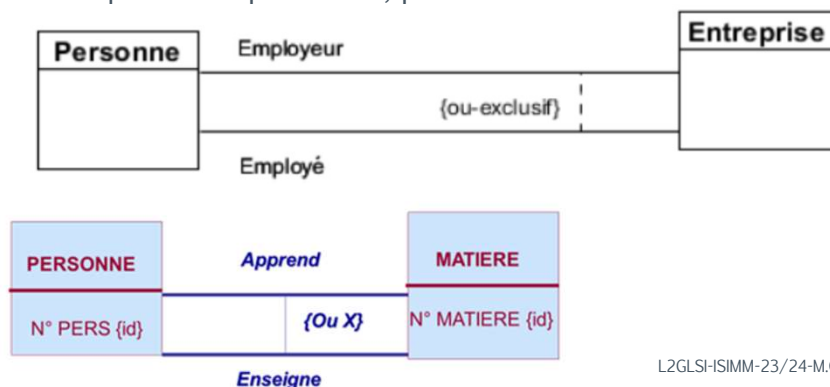 Personne
Employeur
Entreprise
{ou-exclusif}
Employé
PERSONNE
Apprend
MATIERE
N° PERS {id}
{Ou X}
N° MATIERE {id}
Enseigne
L2GLSI-ISIMM-23/24-M.